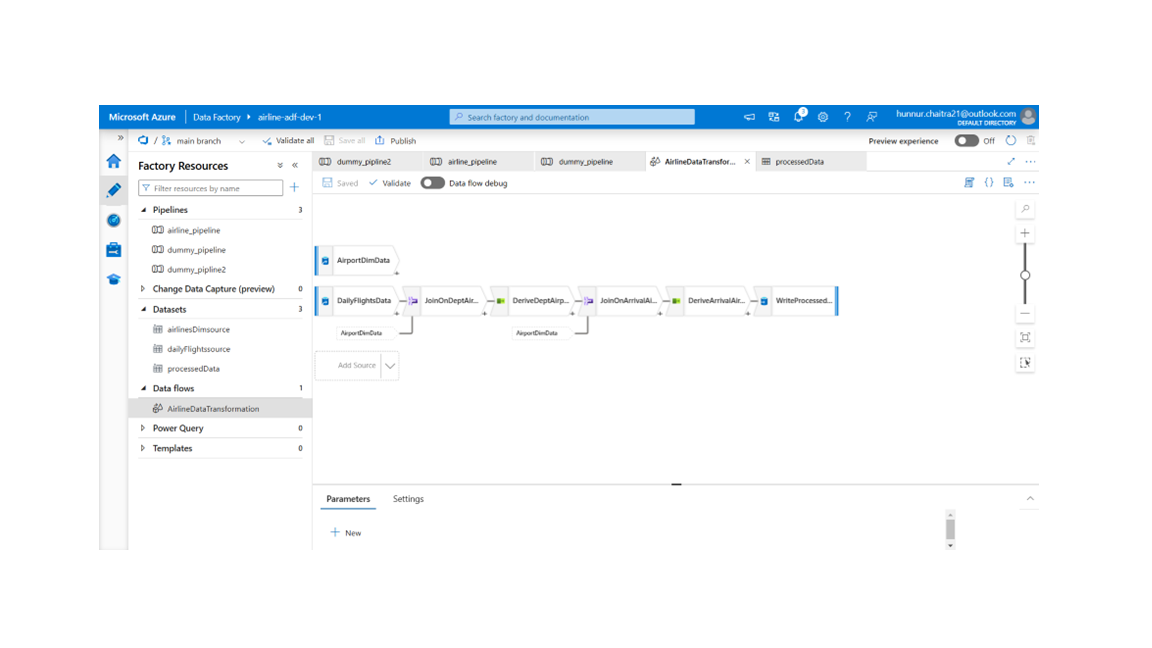 Microsoft Azure Data Factory airline-adf-dev-1 Search factory and documentation 3 ? hunnur.chaitra21@outlook.com
DEFAULT DIRECTORY
» / main branch Validate all Save all Publish Preview experience Off
Factory Resources
Filter resources by name
Pipelines 3
airline_pipeline
dummy_pipeline
dummy_pipline2
Change Data Capture (preview) 0
Datasets 3
airlinesDimsource
dailyFlightssource
processedData
Data flows 1
AirlineDataTransformation
Power Query 0
Templates 0
dummy_pipline2 airline_pipeline dummy_pipeline AirlineDataTransfor... processedData
Saved Validate Data flow debug
AirportDimData
DailyFlightsData JoinOnDeptAir... DeriveDeptAirp... JoinOnArrivalAi... DeriveArrivalAir... WriteProcessed...
AirportDimData AirportDimData
Add Source
Parameters Settings
New